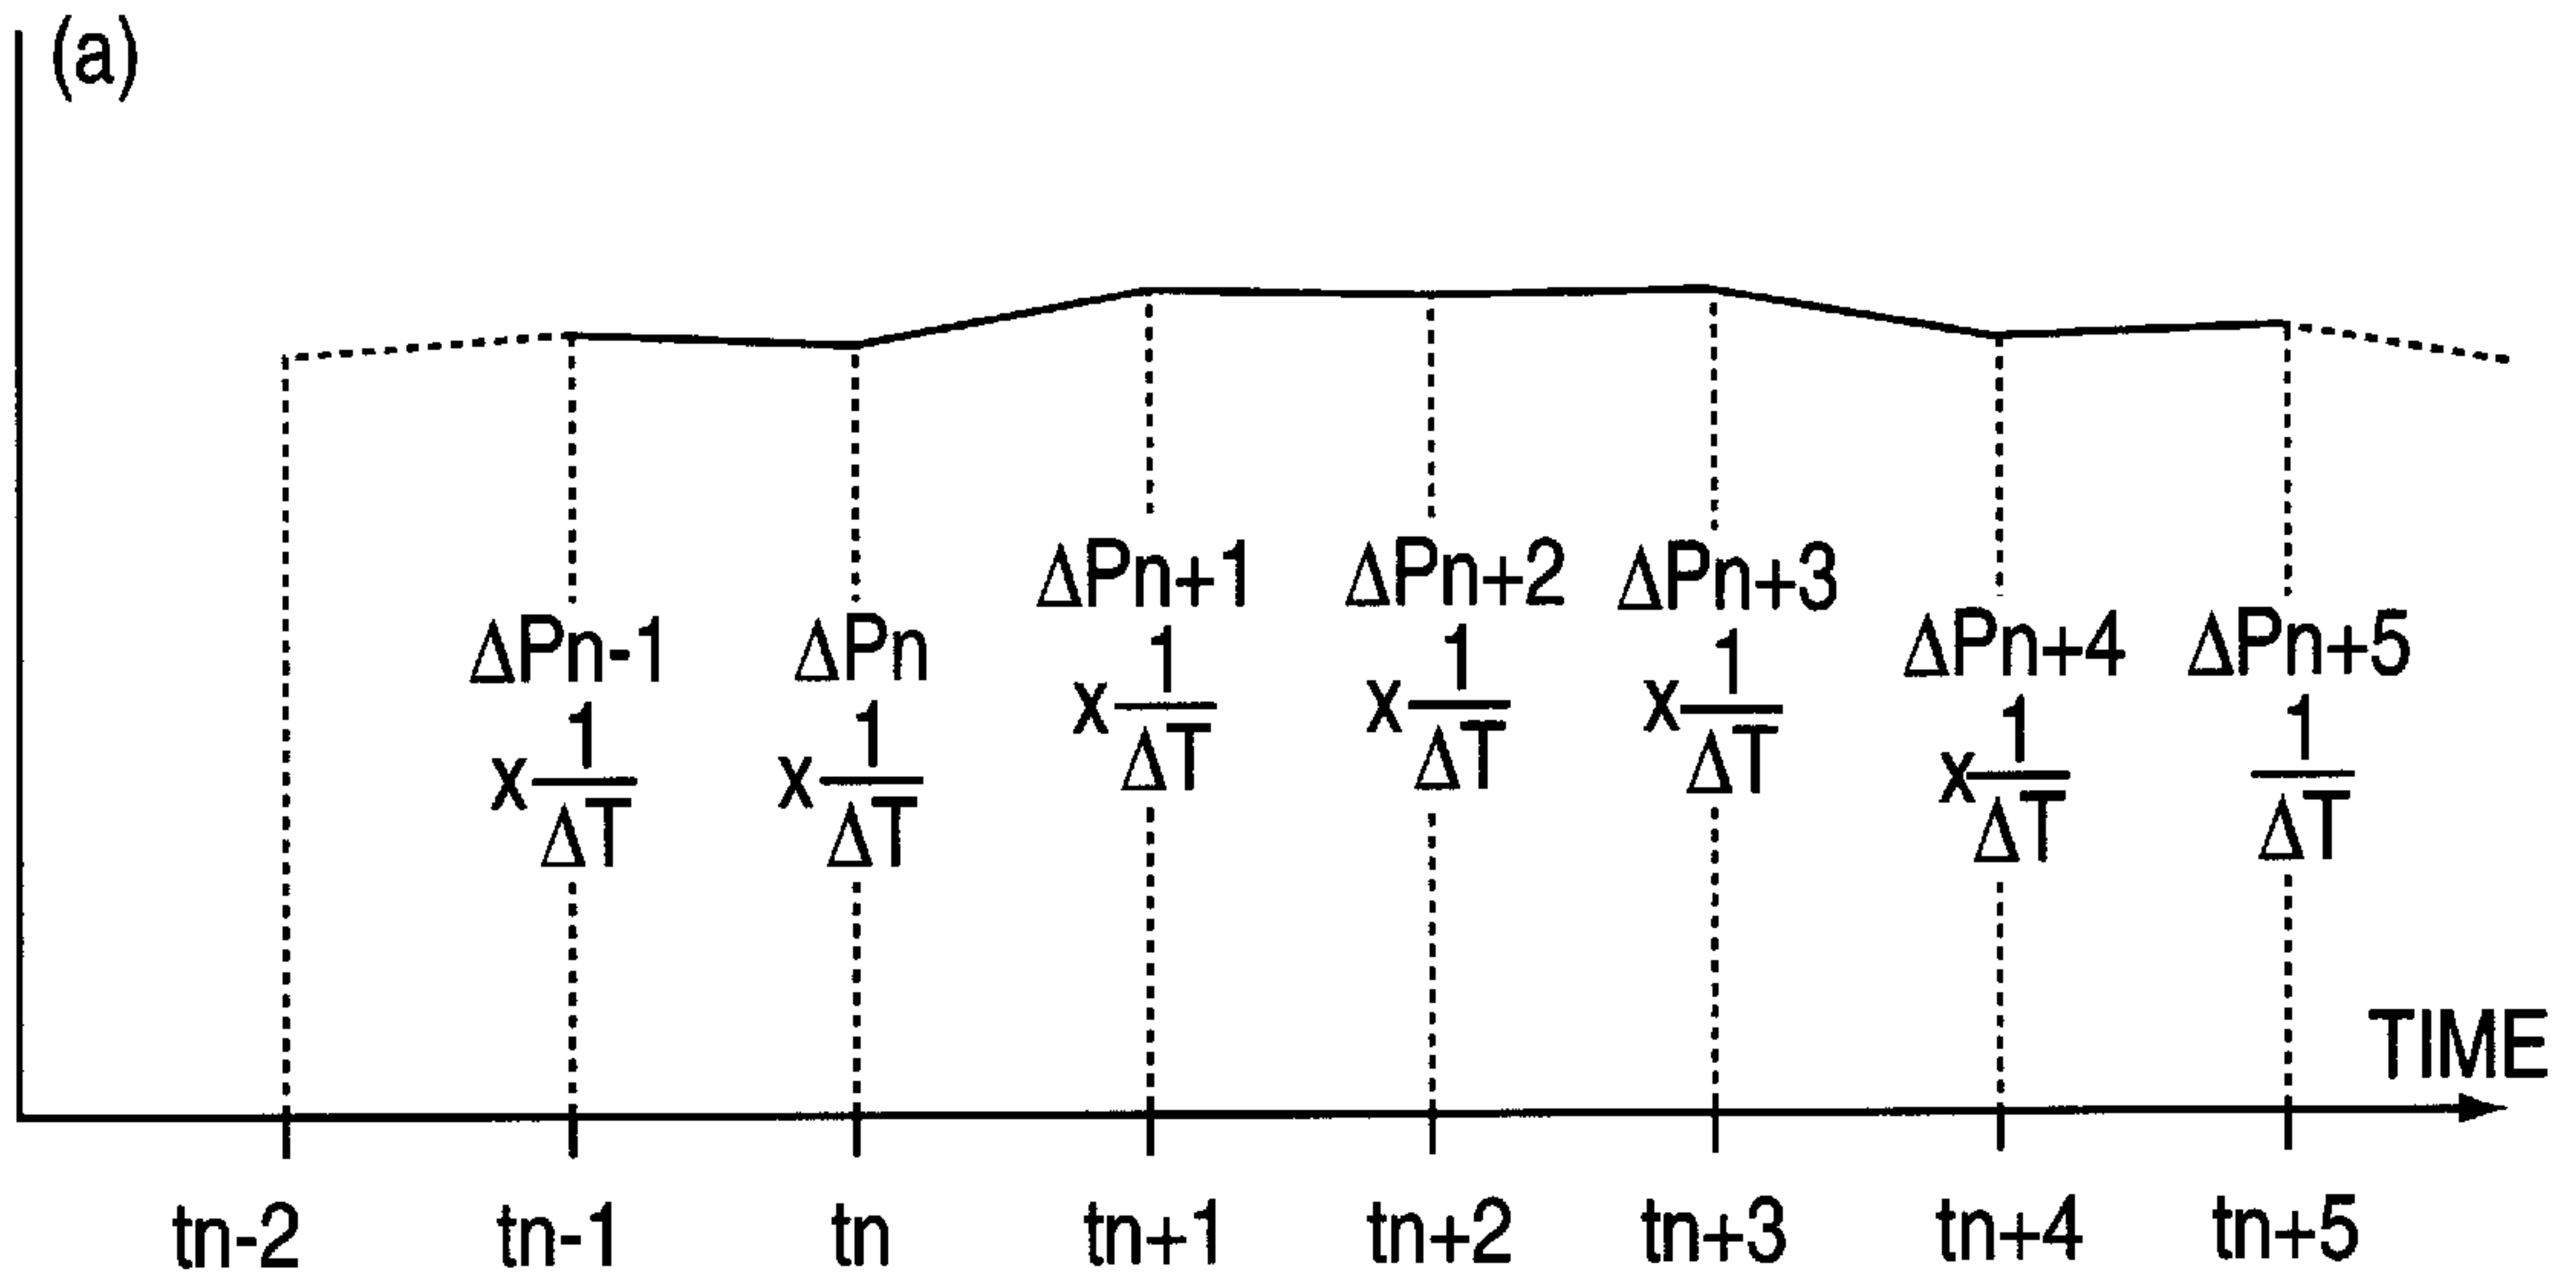 (a)
ΔPn-1
x 1
ΔT
ΔPn
x 1
ΔT
ΔPn+1
x 1
ΔT
ΔPn+2
x 1
ΔT
ΔPn+3
x 1
ΔT
ΔPn+4
x 1
ΔT
ΔPn+5
1
ΔT
TIME
tn-2 tn-1 tn tn+1 tn+2 tn+3 tn+4 tn+5